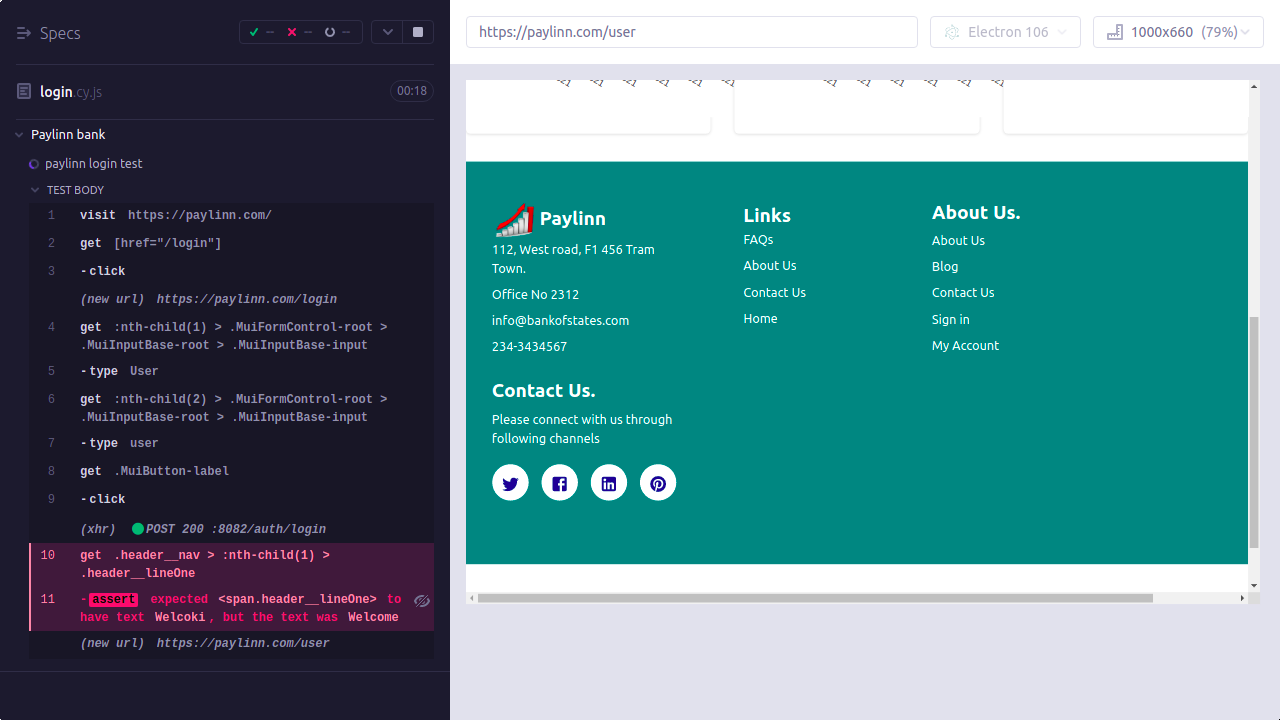 Specs
-- -- --
login.cy.js 00:18
Paylinn bank
paylinn login test
TEST BODY
1 visit https://paylinn.com/
2 get [href="/login"]
3 -click
(new url) https://paylinn.com/login
4 get :nth-child(1) > .MuiFormControl-root >
.MuiInputBase-root > .MuiInputBase-input
5 -type User
6 get :nth-child(2) > .MuiFormControl-root >
.MuiInputBase-root > .MuiInputBase-input
7 -type user
8 get .MuiButton-label
9 -click
(xhr) POST 200 :8082/auth/login
10 get .header__nav > :nth-child(1) >
.header__lineOne
11 -assert expected <span.header__lineOne> to
have text Welcoki, but the text was Welcome
(new url) https://paylinn.com/user
https://paylinn.com/user
Electron 106
1000x660 (79%)
Paylinn
112, West road, F1 456 Tram
Town.
Office No 2312
info@bankofstates.com
234-3434567
Links
FAQs
About Us
Contact Us
Home
About Us.
About Us
Blog
Contact Us
Sign in
My Account
Contact Us.
Please connect with us through
following channels